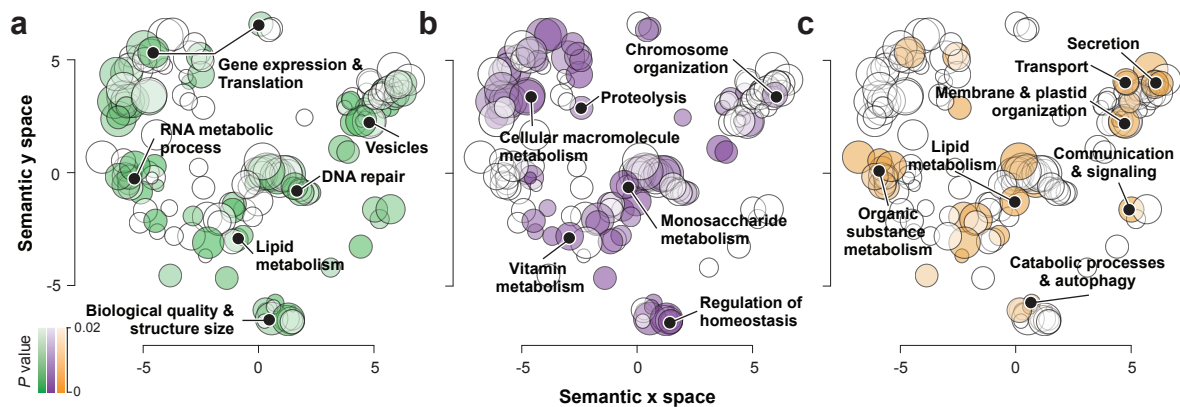 a
b
c
Gene expression &
Translation
RNA metabolic
process
Vesicles
DNA repair
Lipid
metabolism
Biological quality &
structure size
Chromosome
organization
Proteolysis
Cellular macromolecule
metabolism
Monosaccharide
metabolism
Vitamin
metabolism
Regulation of
homeostasis
Secretion
Transport
Membrane & plastid
organization
Lipid
metabolism
Communication
& signaling
Organic
substance
metabolism
Catabolic processes
& autophagy
Semantic y space
5
0
-5
P value
0.02
0
-5 0 5
-5 0 5
-5 0 5
Semantic x space